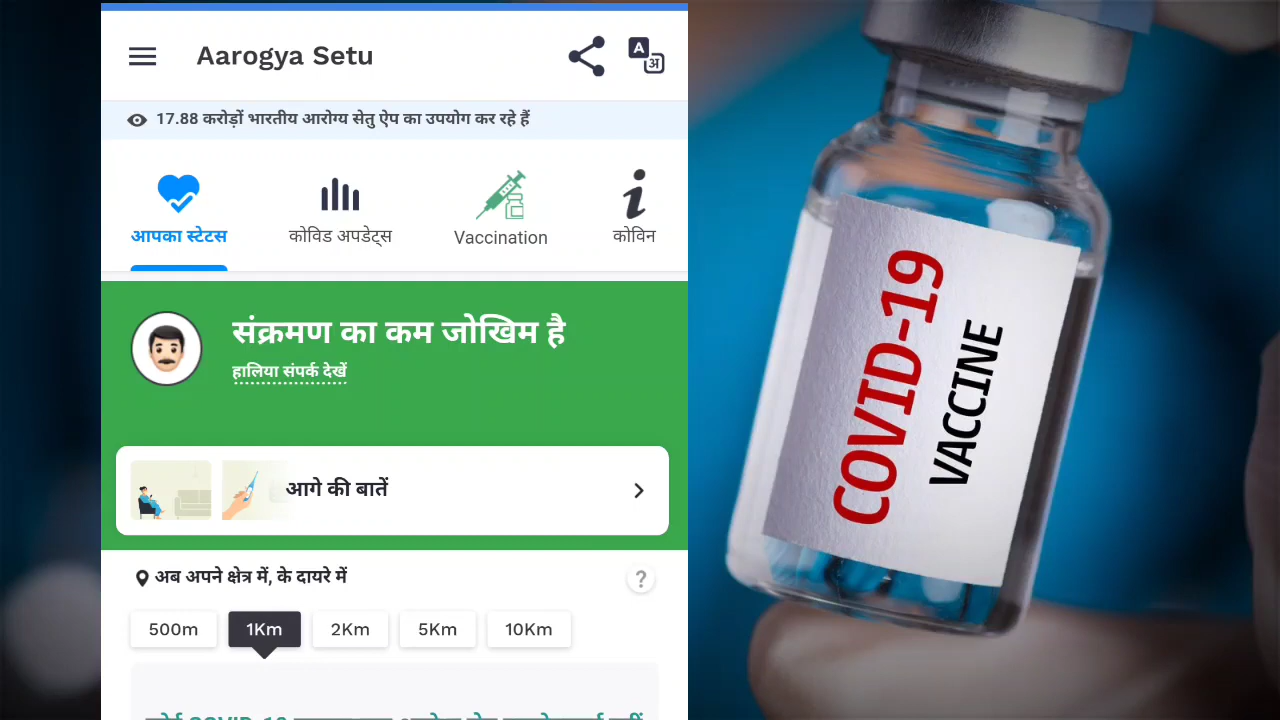 Aarogya Setu
A
अ
17.88 करोड़ों भारतीय आरोग्य सेतु ऐप का उपयोग कर रहे हैं
आपका स्टेटस
कोविड अपडेट्स
Vaccination
कोविन
संक्रमण का कम जोखिम है
हालिया संपर्क देखें
आगे की बातें
अब अपने क्षेत्र में, के दायरे में
?
500m
1Km
2Km
5Km
10Km
COVID-19
VACCINE